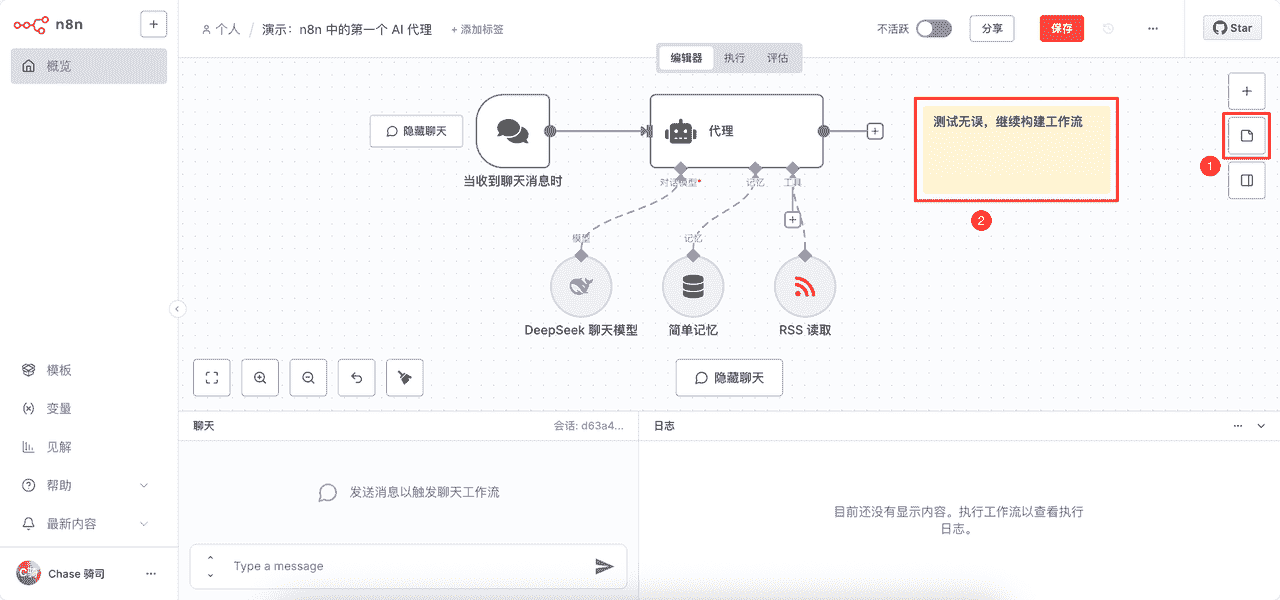 n8n
+
个人 / 演示：n8n 中的第一个 AI 代理 + 添加标签
不活跃
分享
保存
...
Star
概览
编辑器 执行 评估
隐藏聊天
代理
+
测试无误，继续构建工作流
+
1
2
当收到聊天消息时
对话模型*
记忆
工具
+
模型
记忆
DeepSeek 聊天模型
简单记忆
RSS 读取
隐藏聊天
模板
变量
见解
帮助
最新内容
Chase 骑司
...
聊天
会话: d63a4...
日志
...
发送消息以触发聊天工作流
目前还没有显示内容。执行工作流以查看执行
日志。
Type a message